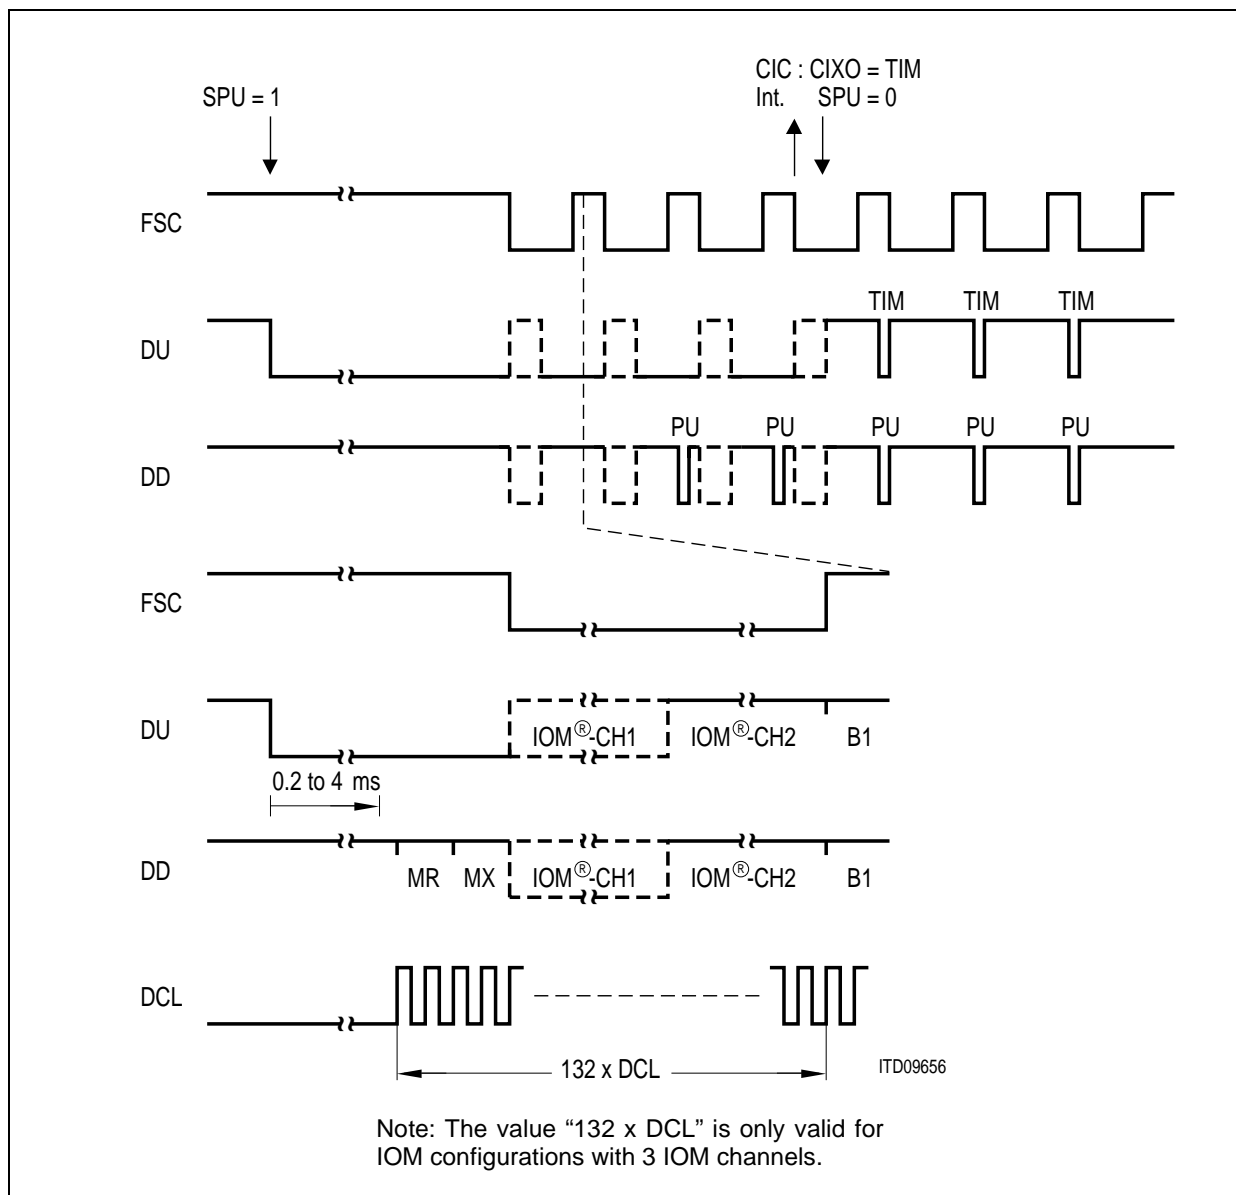 CIC : CIXO = TIM
SPU = 1
Int. SPU = 0
FSC
TIM TIM TIM
DU
PU PU PU PU PU
DD
FSC
DU
IOM®-CH1 IOM®-CH2 B1
0.2 to 4 ms
DD
MR MX IOM®-CH1 IOM®-CH2 B1
DCL
132 x DCL
ITD09656
Note: The value “132 x DCL” is only valid for
IOM configurations with 3 IOM channels.